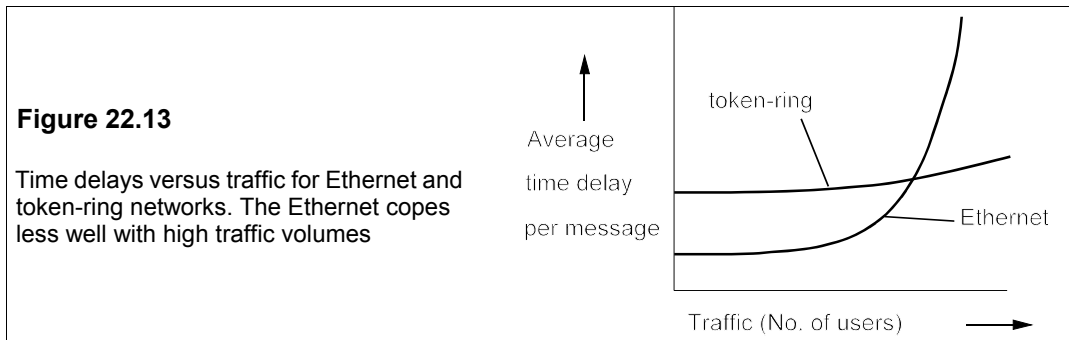 Figure 22.13
Time delays versus traffic for Ethernet and
token-ring networks. The Ethernet copes
less well with high traffic volumes
Average
time delay
per message
token-ring
Ethernet
Traffic (No. of users)